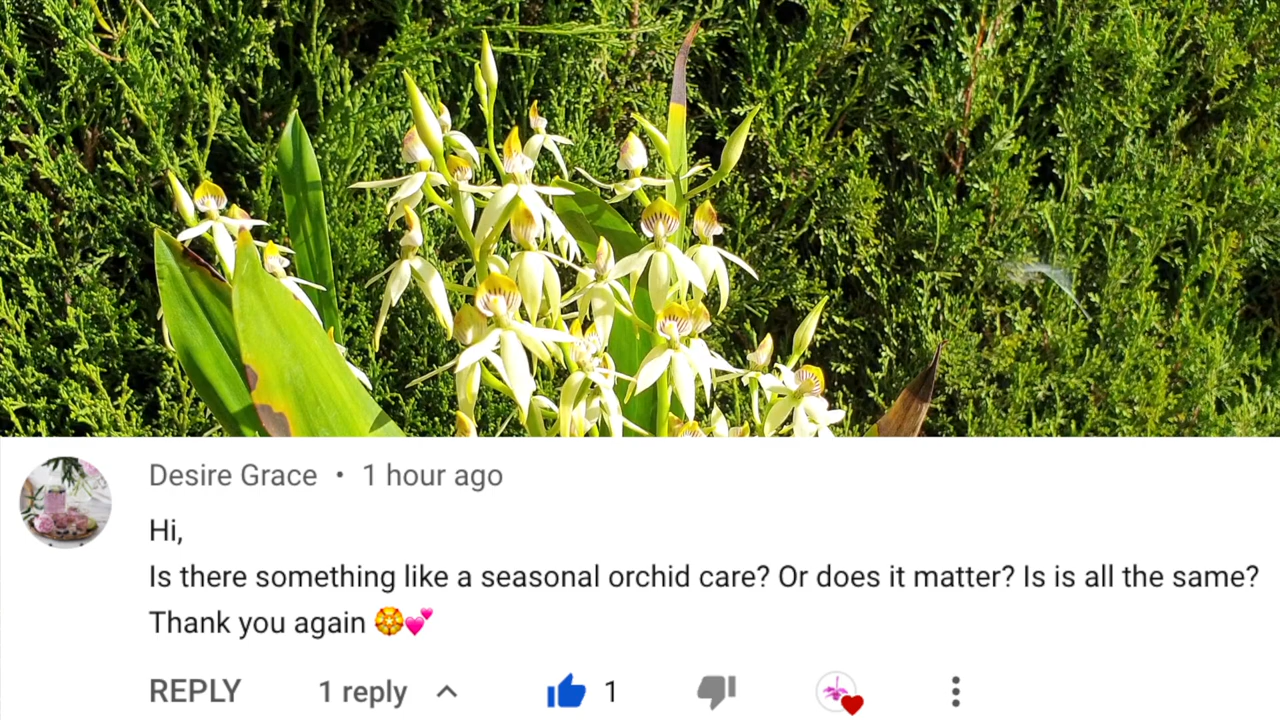 Desire Grace • 1 hour ago
Hi,
Is there something like a seasonal orchid care? Or does it matter? Is is all the same?
Thank you again 🏵️💕
REPLY 1 reply 1